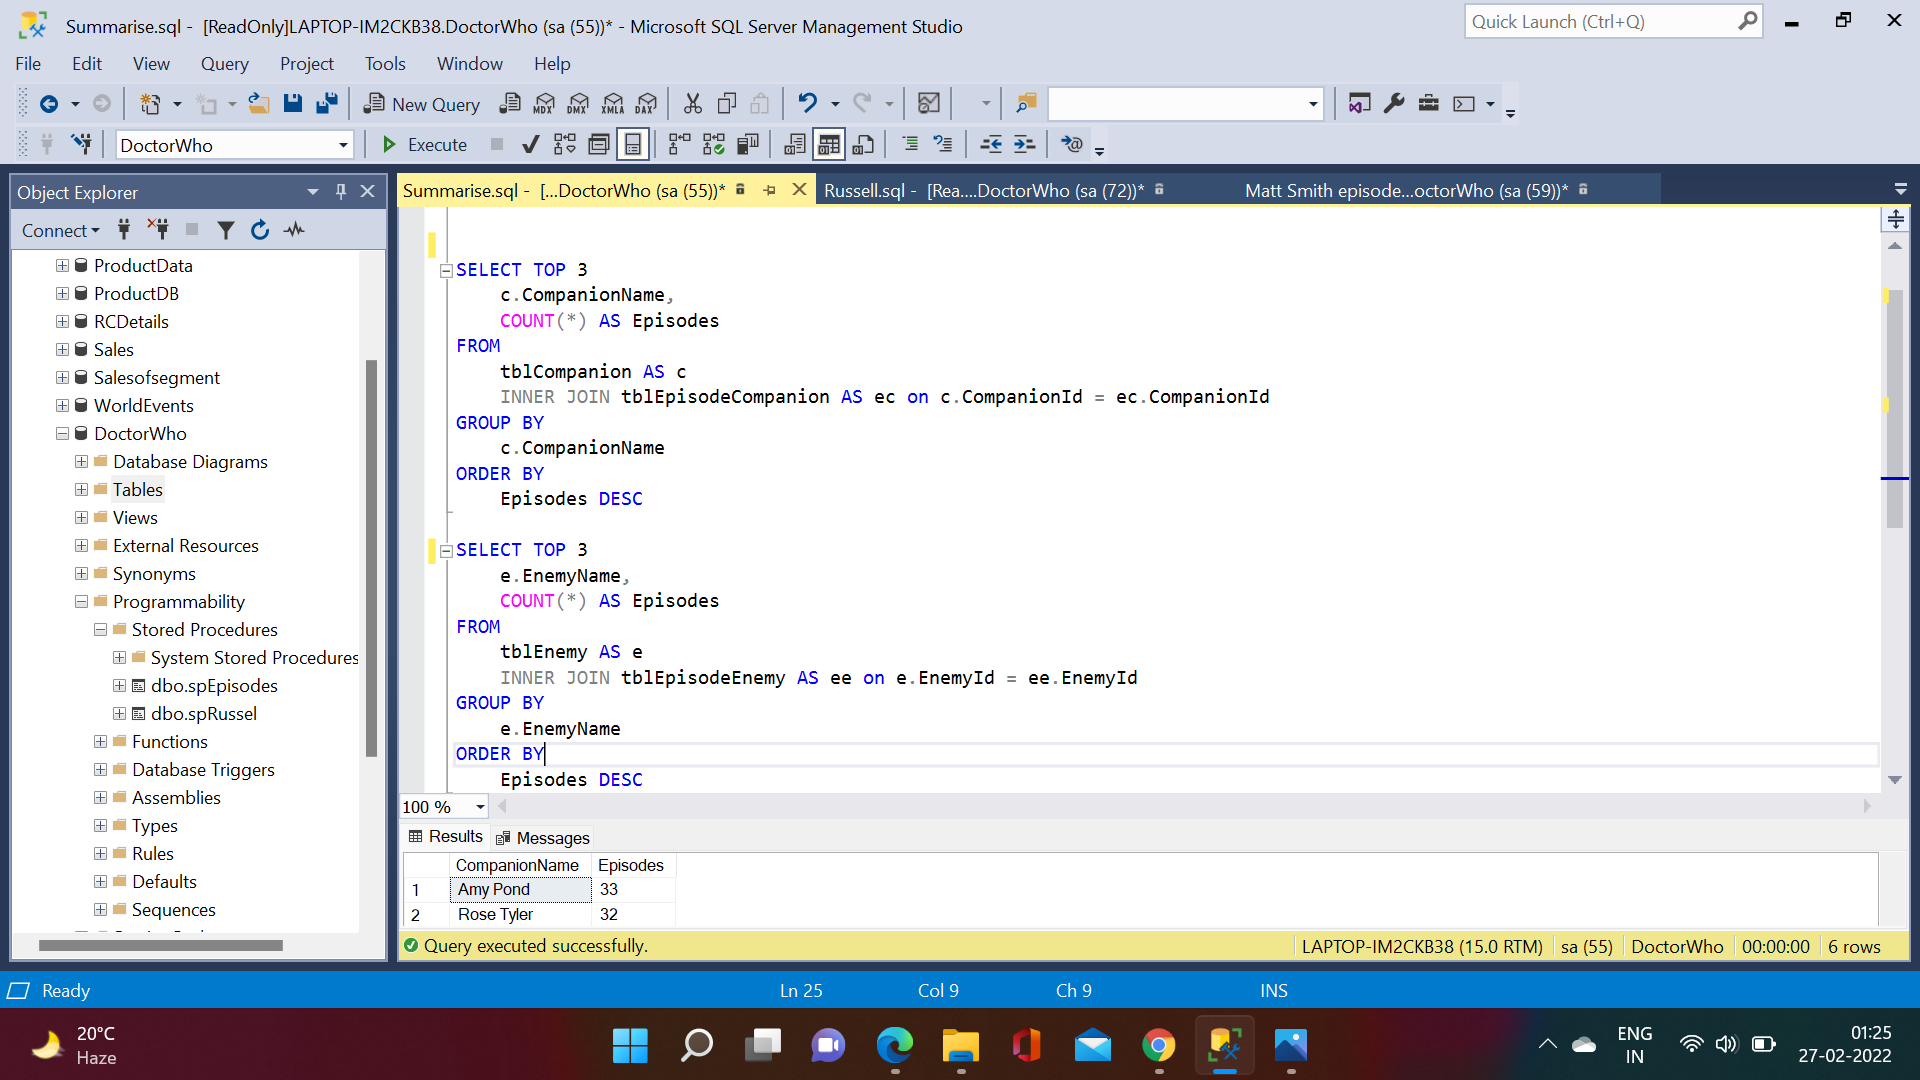 Summarise.sql - [ReadOnly]LAPTOP-IM2CKB38.DoctorWho (sa (55))* - Microsoft SQL Server Management Studio
Quick Launch (Ctrl+Q)
File Edit View Query Project Tools Window Help
New Query MDX DMX XMLA DAX
DoctorWho Execute
Object Explorer
Summarise.sql - [...DoctorWho (sa (55))* Russell.sql - [Rea....DoctorWho (sa (72))* Matt Smith episode...octorWho (sa (59))*
Connect
ProductData
ProductDB
RCDetails
Sales
Salesofsegment
WorldEvents
DoctorWho
Database Diagrams
Tables
Views
External Resources
Synonyms
Programmability
Stored Procedures
System Stored Procedures
dbo.spEpisodes
dbo.spRussel
Functions
Database Triggers
Assemblies
Types
Rules
Defaults
Sequences
SELECT TOP 3
c.CompanionName,
COUNT(*) AS Episodes
FROM
tblCompanion AS c
INNER JOIN tblEpisodeCompanion AS ec on c.CompanionId = ec.CompanionId
GROUP BY
c.CompanionName
ORDER BY
Episodes DESC
SELECT TOP 3
e.EnemyName,
COUNT(*) AS Episodes
FROM
tblEnemy AS e
INNER JOIN tblEpisodeEnemy AS ee on e.EnemyId = ee.EnemyId
GROUP BY
e.EnemyName
ORDER BY
Episodes DESC
100 %
Results Messages
CompanionName Episodes
1 Amy Pond 33
2 Rose Tyler 32
Query executed successfully. LAPTOP-IM2CKB38 (15.0 RTM) sa (55) DoctorWho 00:00:00 6 rows
Ready Ln 25 Col 9 Ch 9 INS
20°C
Haze
ENG
IN
01:25
27-02-2022